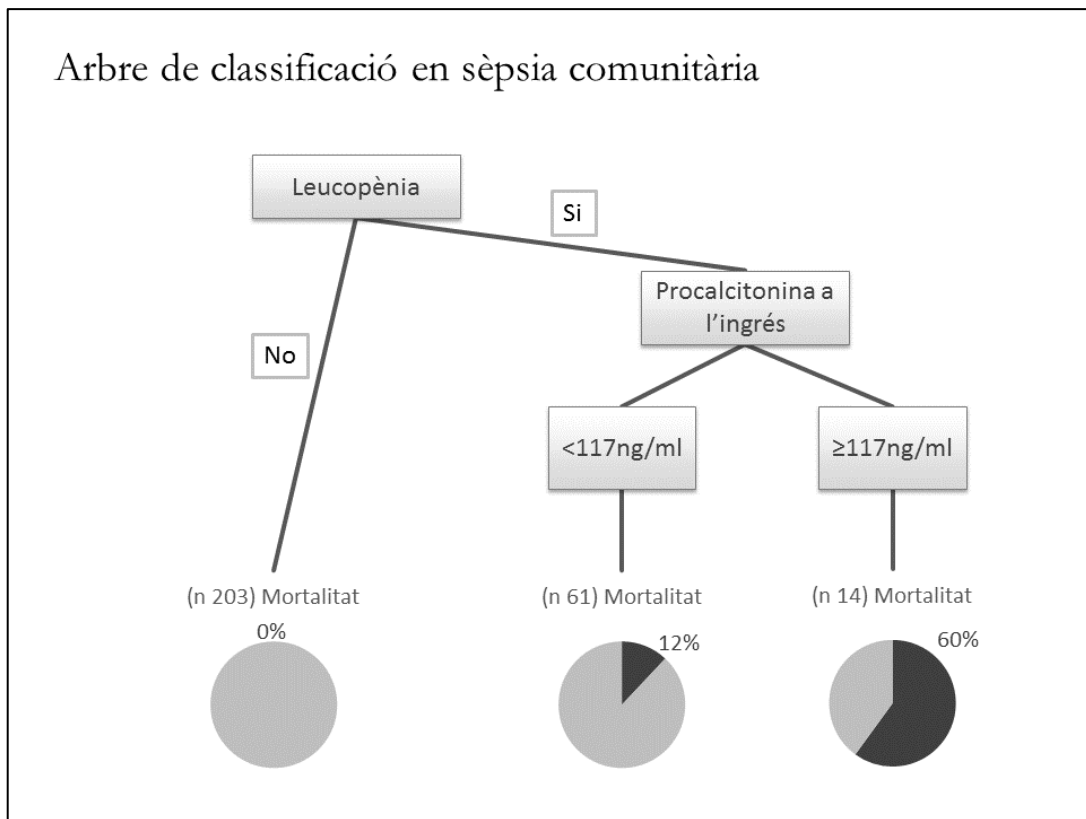 Arbre de classificació en sèpsia comunitària
Leucopènia
Si
Procalcitonina a
l’ingrés
No
<117ng/ml
≥117ng/ml
(n 203) Mortalitat
0%
(n 61) Mortalitat
12%
(n 14) Mortalitat
60%